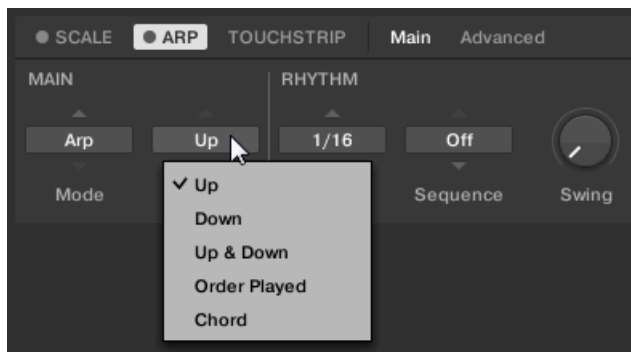 SCALE ARP TOUCHSTRIP Main Advanced
MAIN RHYTHM
Arp Up 1/16 Off
Mode Sequence Swing
Up
Down
Up & Down
Order Played
Chord